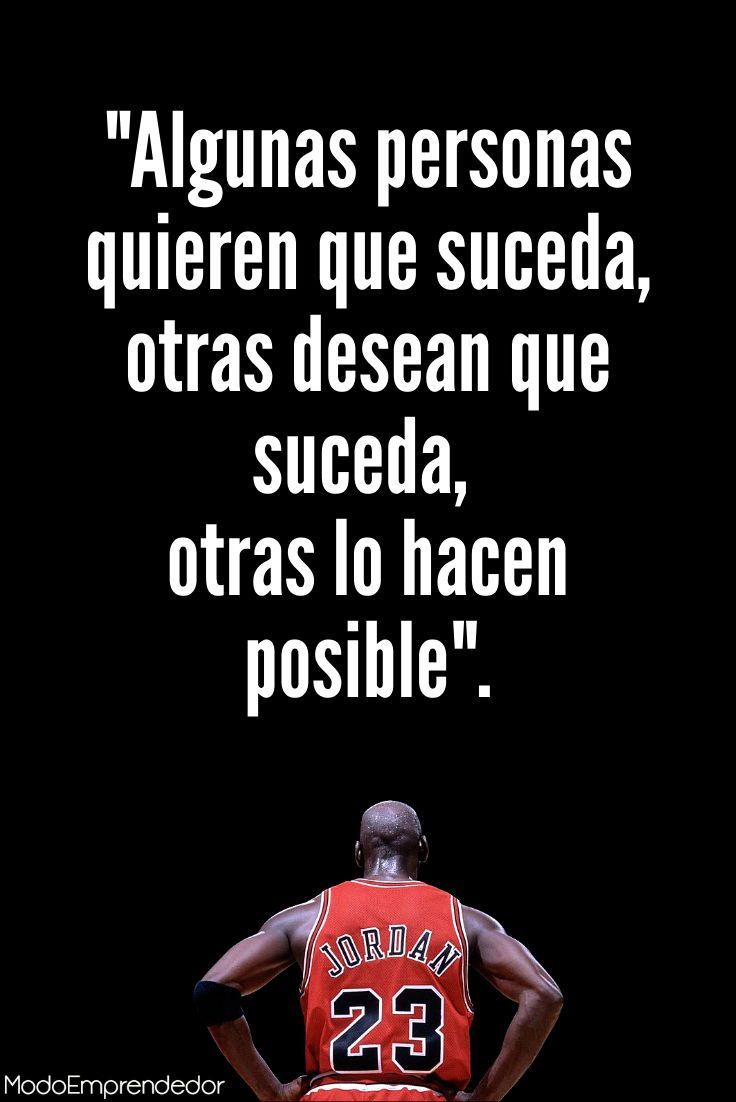 "Algunas personas
quieren que suceda,
otras desean que
suceda,
otras lo hacen
posible".
JORDAN
23
ModoEmprendedor